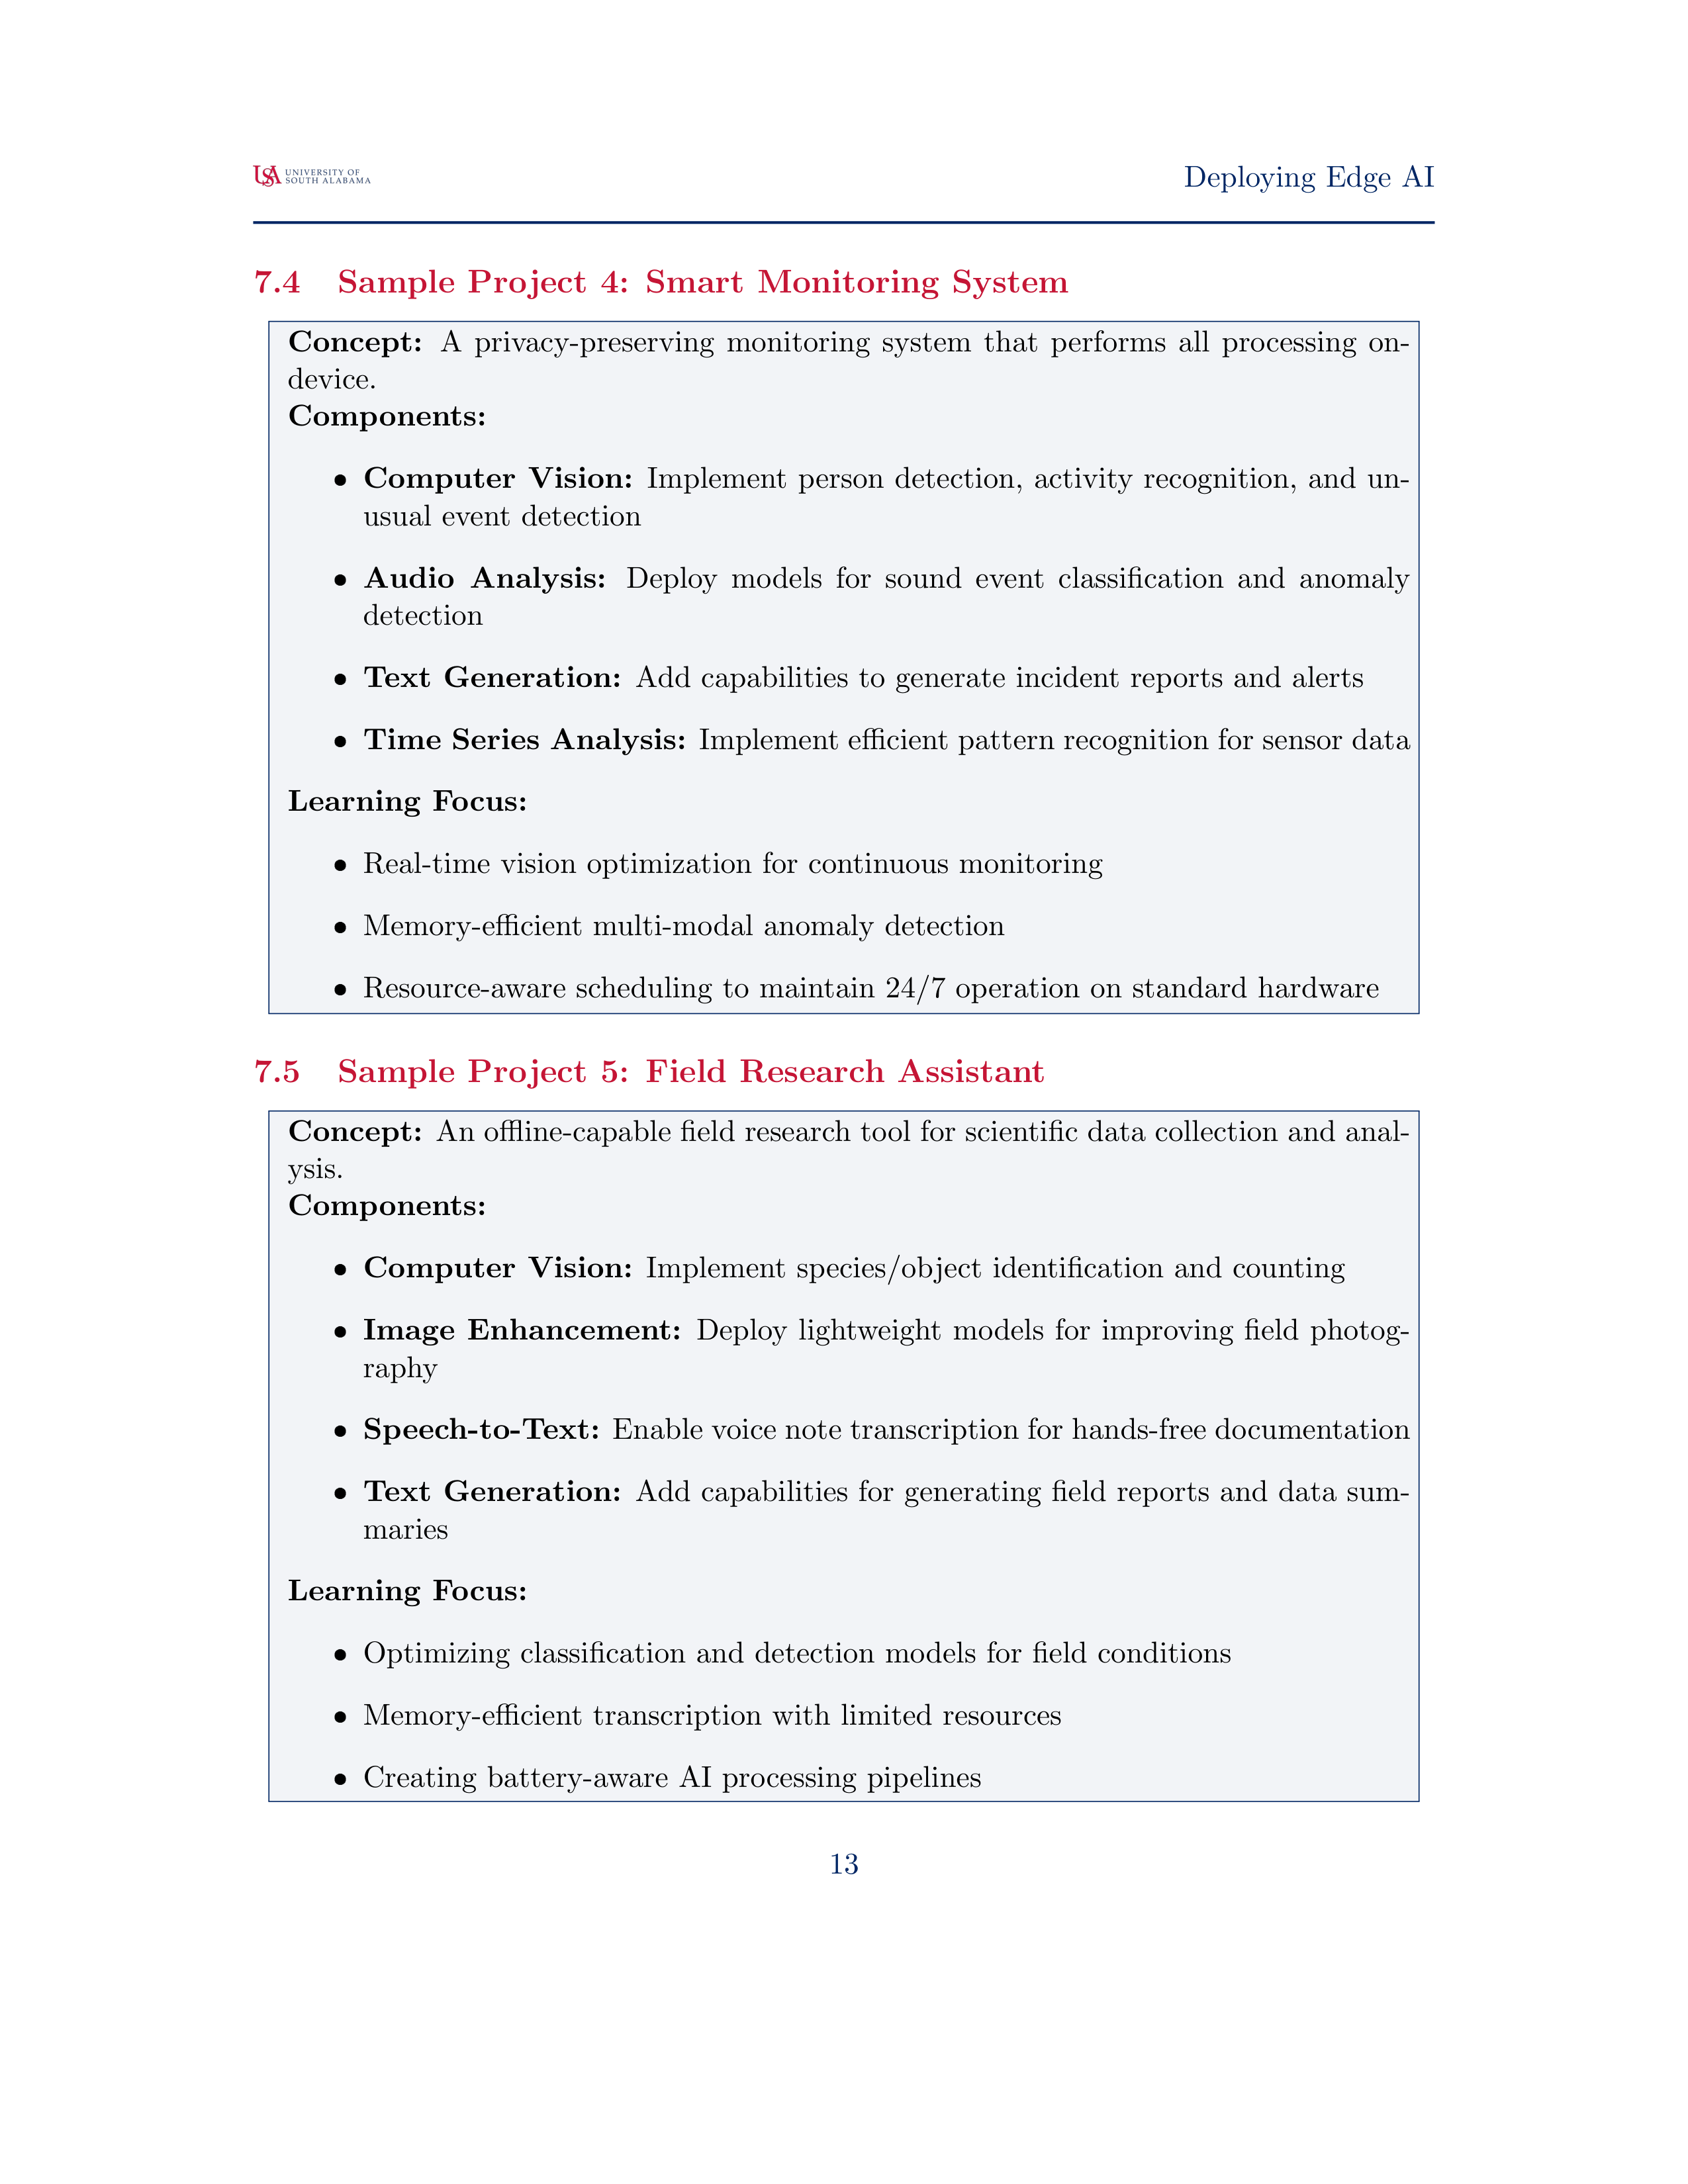 USA UNIVERSITY OF
SOUTH ALABAMA
Deploying Edge AI
7.4 Sample Project 4: Smart Monitoring System
Concept: A privacy-preserving monitoring system that performs all processing on-
device.
Components:
• Computer Vision: Implement person detection, activity recognition, and un-
usual event detection
• Audio Analysis: Deploy models for sound event classification and anomaly
detection
• Text Generation: Add capabilities to generate incident reports and alerts
• Time Series Analysis: Implement efficient pattern recognition for sensor data
Learning Focus:
• Real-time vision optimization for continuous monitoring
• Memory-efficient multi-modal anomaly detection
• Resource-aware scheduling to maintain 24/7 operation on standard hardware
7.5 Sample Project 5: Field Research Assistant
Concept: An offline-capable field research tool for scientific data collection and anal-
ysis.
Components:
• Computer Vision: Implement species/object identification and counting
• Image Enhancement: Deploy lightweight models for improving field photog-
raphy
• Speech-to-Text: Enable voice note transcription for hands-free documentation
• Text Generation: Add capabilities for generating field reports and data sum-
maries
Learning Focus:
• Optimizing classification and detection models for field conditions
• Memory-efficient transcription with limited resources
• Creating battery-aware AI processing pipelines
13